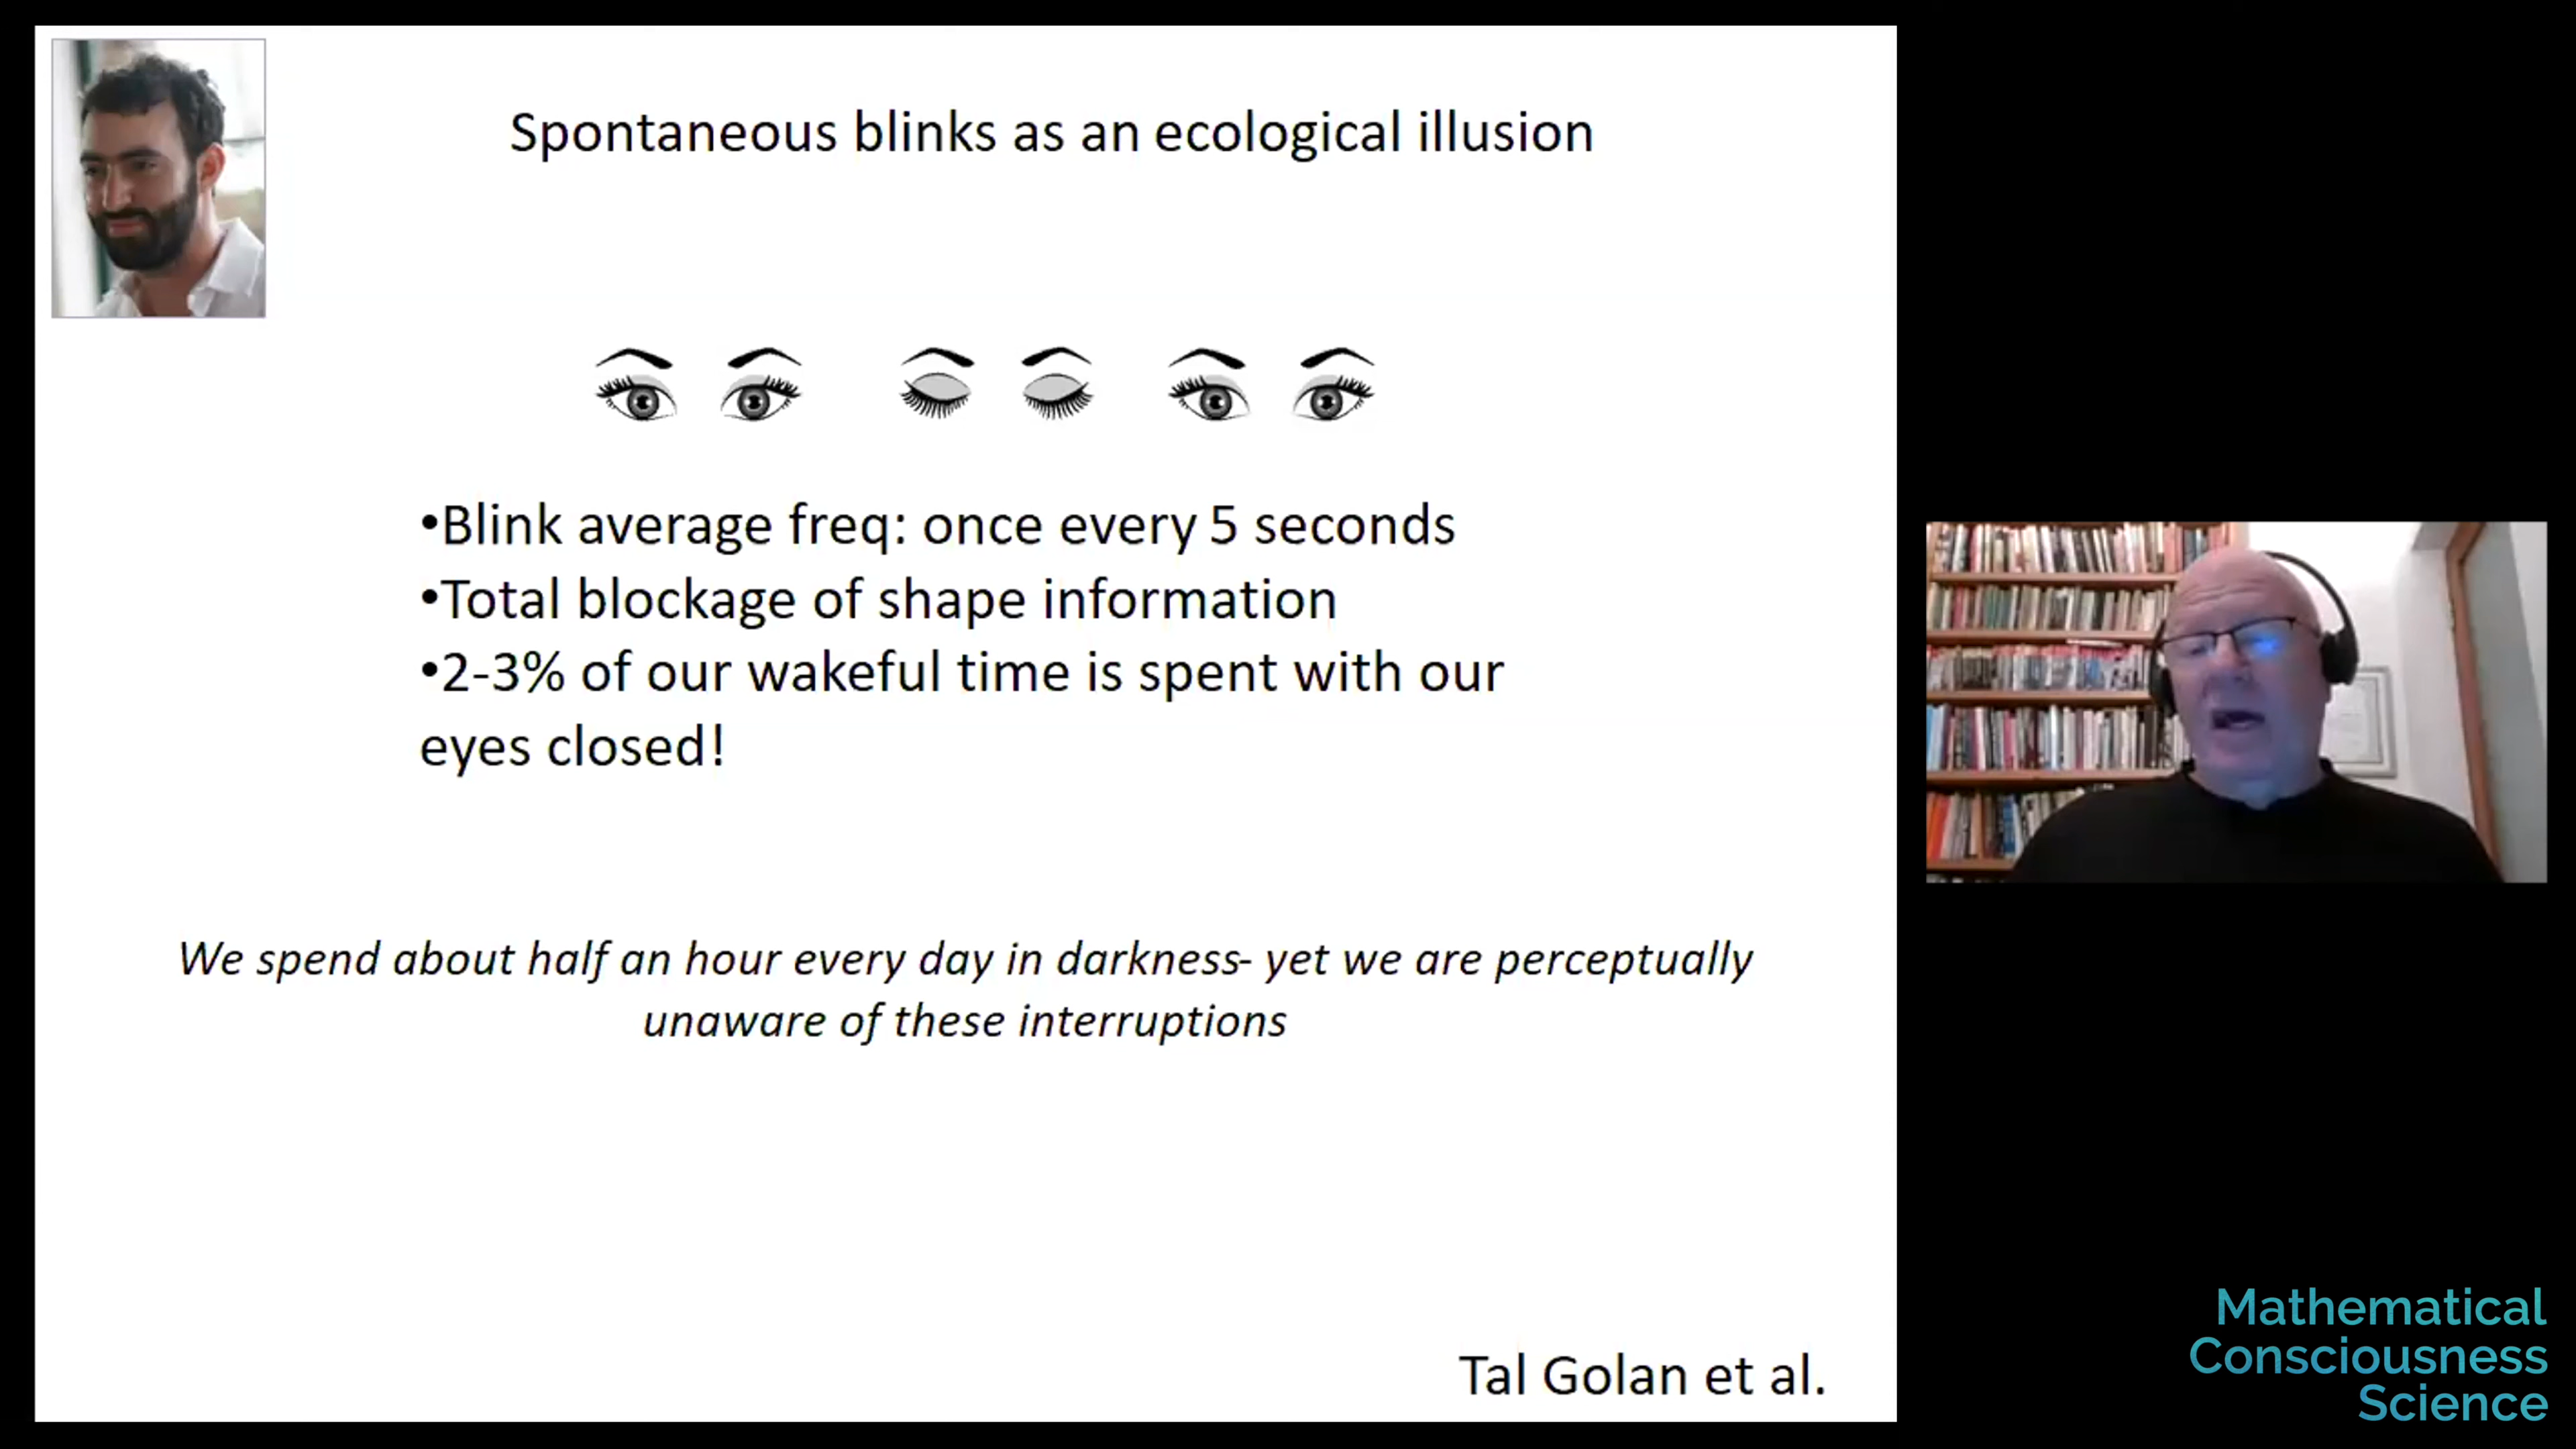 Spontaneous blinks as an ecological illusion
•Blink average freq: once every 5 seconds
•Total blockage of shape information
•2-3% of our wakeful time is spent with our
eyes closed!
We spend about half an hour every day in darkness- yet we are perceptually
unaware of these interruptions
Tal Golan et al.
Mathematical
Consciousness
Science